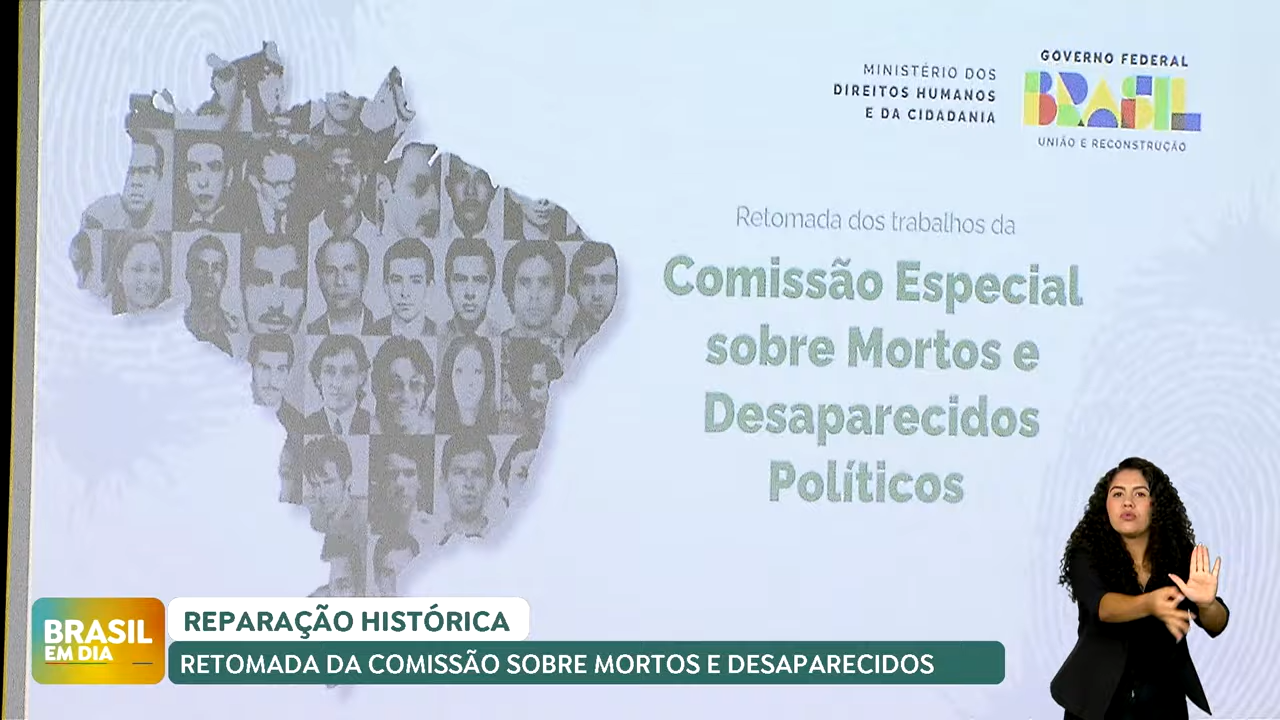 MINISTÉRIO DOS
DIREITOS HUMANOS
E DA CIDADANIA
GOVERNO FEDERAL
BRASIL
UNIÃO E RECONSTRUÇÃO
Retomada dos trabalhos da
Comissão Especial
sobre Mortos e
Desaparecidos
Políticos
BRASIL
EM DIA
REPARAÇÃO HISTÓRICA
RETOMADA DA COMISSÃO SOBRE MORTOS E DESAPARECIDOS